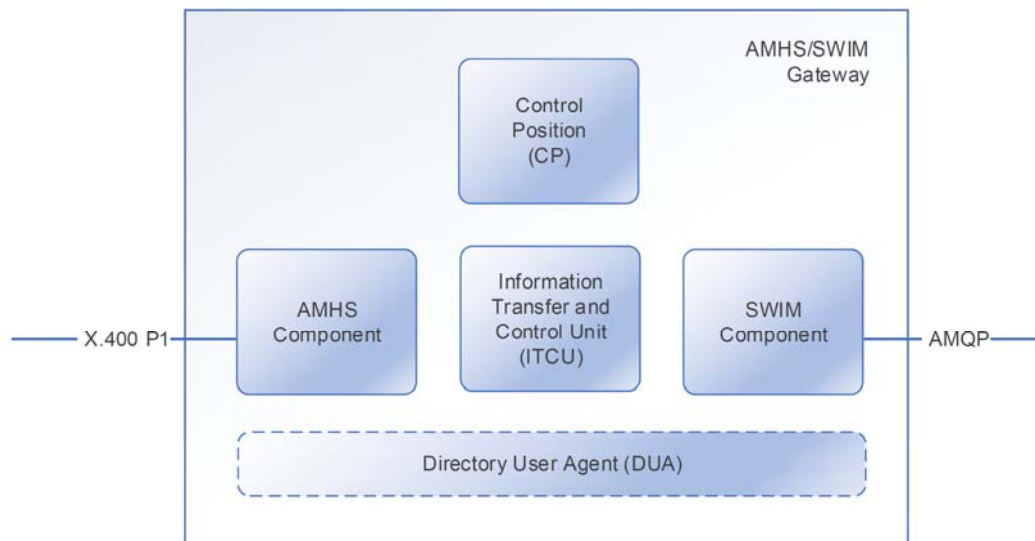 AMHS/SWIM
Gateway
Control
Position
(CP)
AMHS
Component
Information
Transfer and
Control Unit
(ITCU)
SWIM
Component
X.400 P1
AMQP
Directory User Agent (DUA)